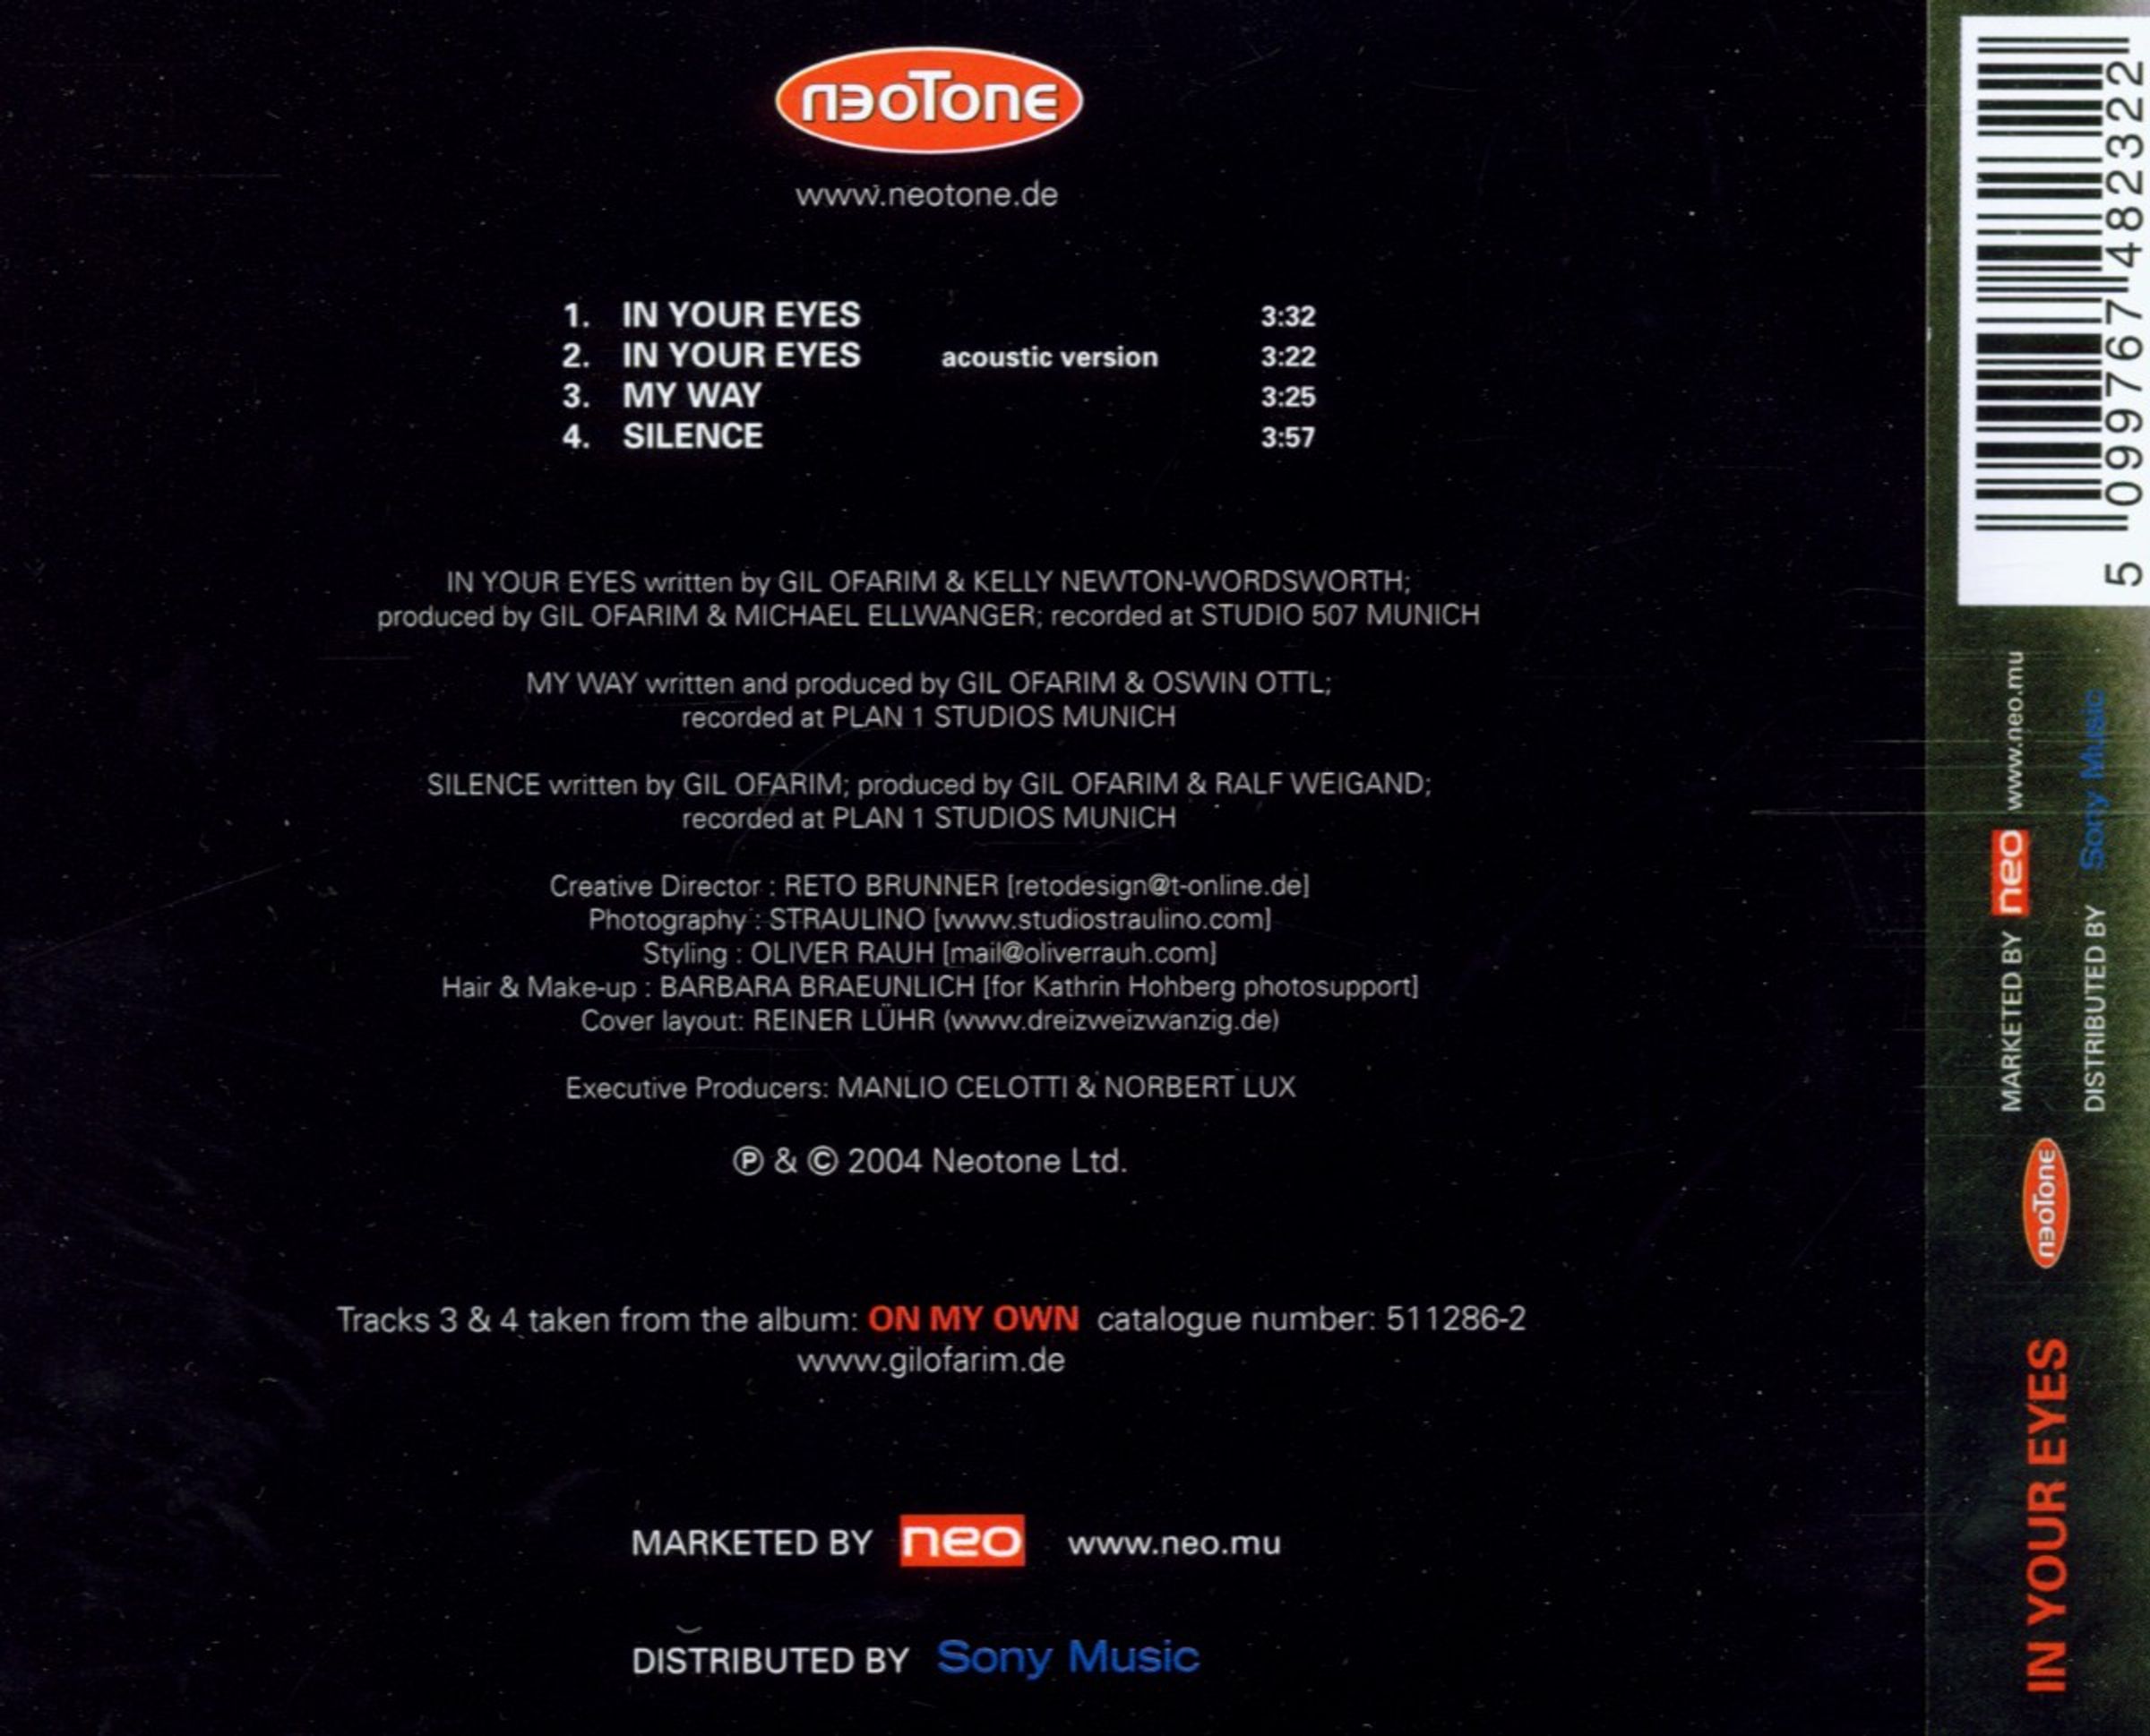 neoTone
www.neotone.de
1. IN YOUR EYES 3:32
2. IN YOUR EYES acoustic version 3:22
3. MY WAY 3:25
4. SILENCE 3:57
IN YOUR EYES written by GIL OFARIM & KELLY NEWTON-WORDSWORTH;
produced by GIL OFARIM & MICHAEL ELLWANGER; recorded at STUDIO 507 MUNICH
MY WAY written and produced by GIL OFARIM & OSWIN OTTL;
recorded at PLAN 1 STUDIOS MUNICH
SILENCE written by GIL OFARIM; produced by GIL OFARIM & RALF WEIGAND;
recorded at PLAN 1 STUDIOS MUNICH
Creative Director : RETO BRUNNER [retodesign@t-online.de]
Photography : STRAULINO [www.studiostraulino.com]
Styling : OLIVER RAUH [mail@oliverrauh.com]
Hair & Make-up : BARBARA BRAEUNLICH [for Kathrin Hohberg photosupport]
Cover layout: REINER LÜHR (www.dreizweizwanzig.de)
Executive Producers: MANLIO CELOTTI & NORBERT LUX
℗ & © 2004 Neotone Ltd.
Tracks 3 & 4 taken from the album: ON MY OWN catalogue number: 511286-2
www.gilofarim.de
MARKETED BY neo www.neo.mu
DISTRIBUTED BY Sony Music
IN YOUR EYES
neoTone
MARKETED BY neo www.neo.mu
DISTRIBUTED BY Sony Music
5 099767 482322